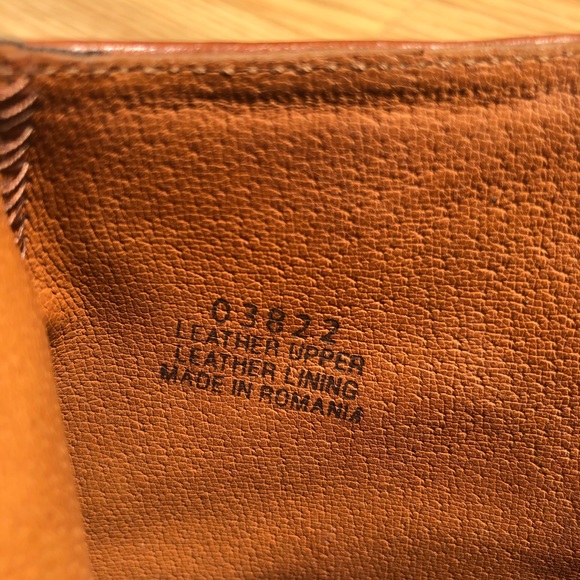 03822
LEATHER UPPER
LEATHER LINING
MADE IN ROMANIA